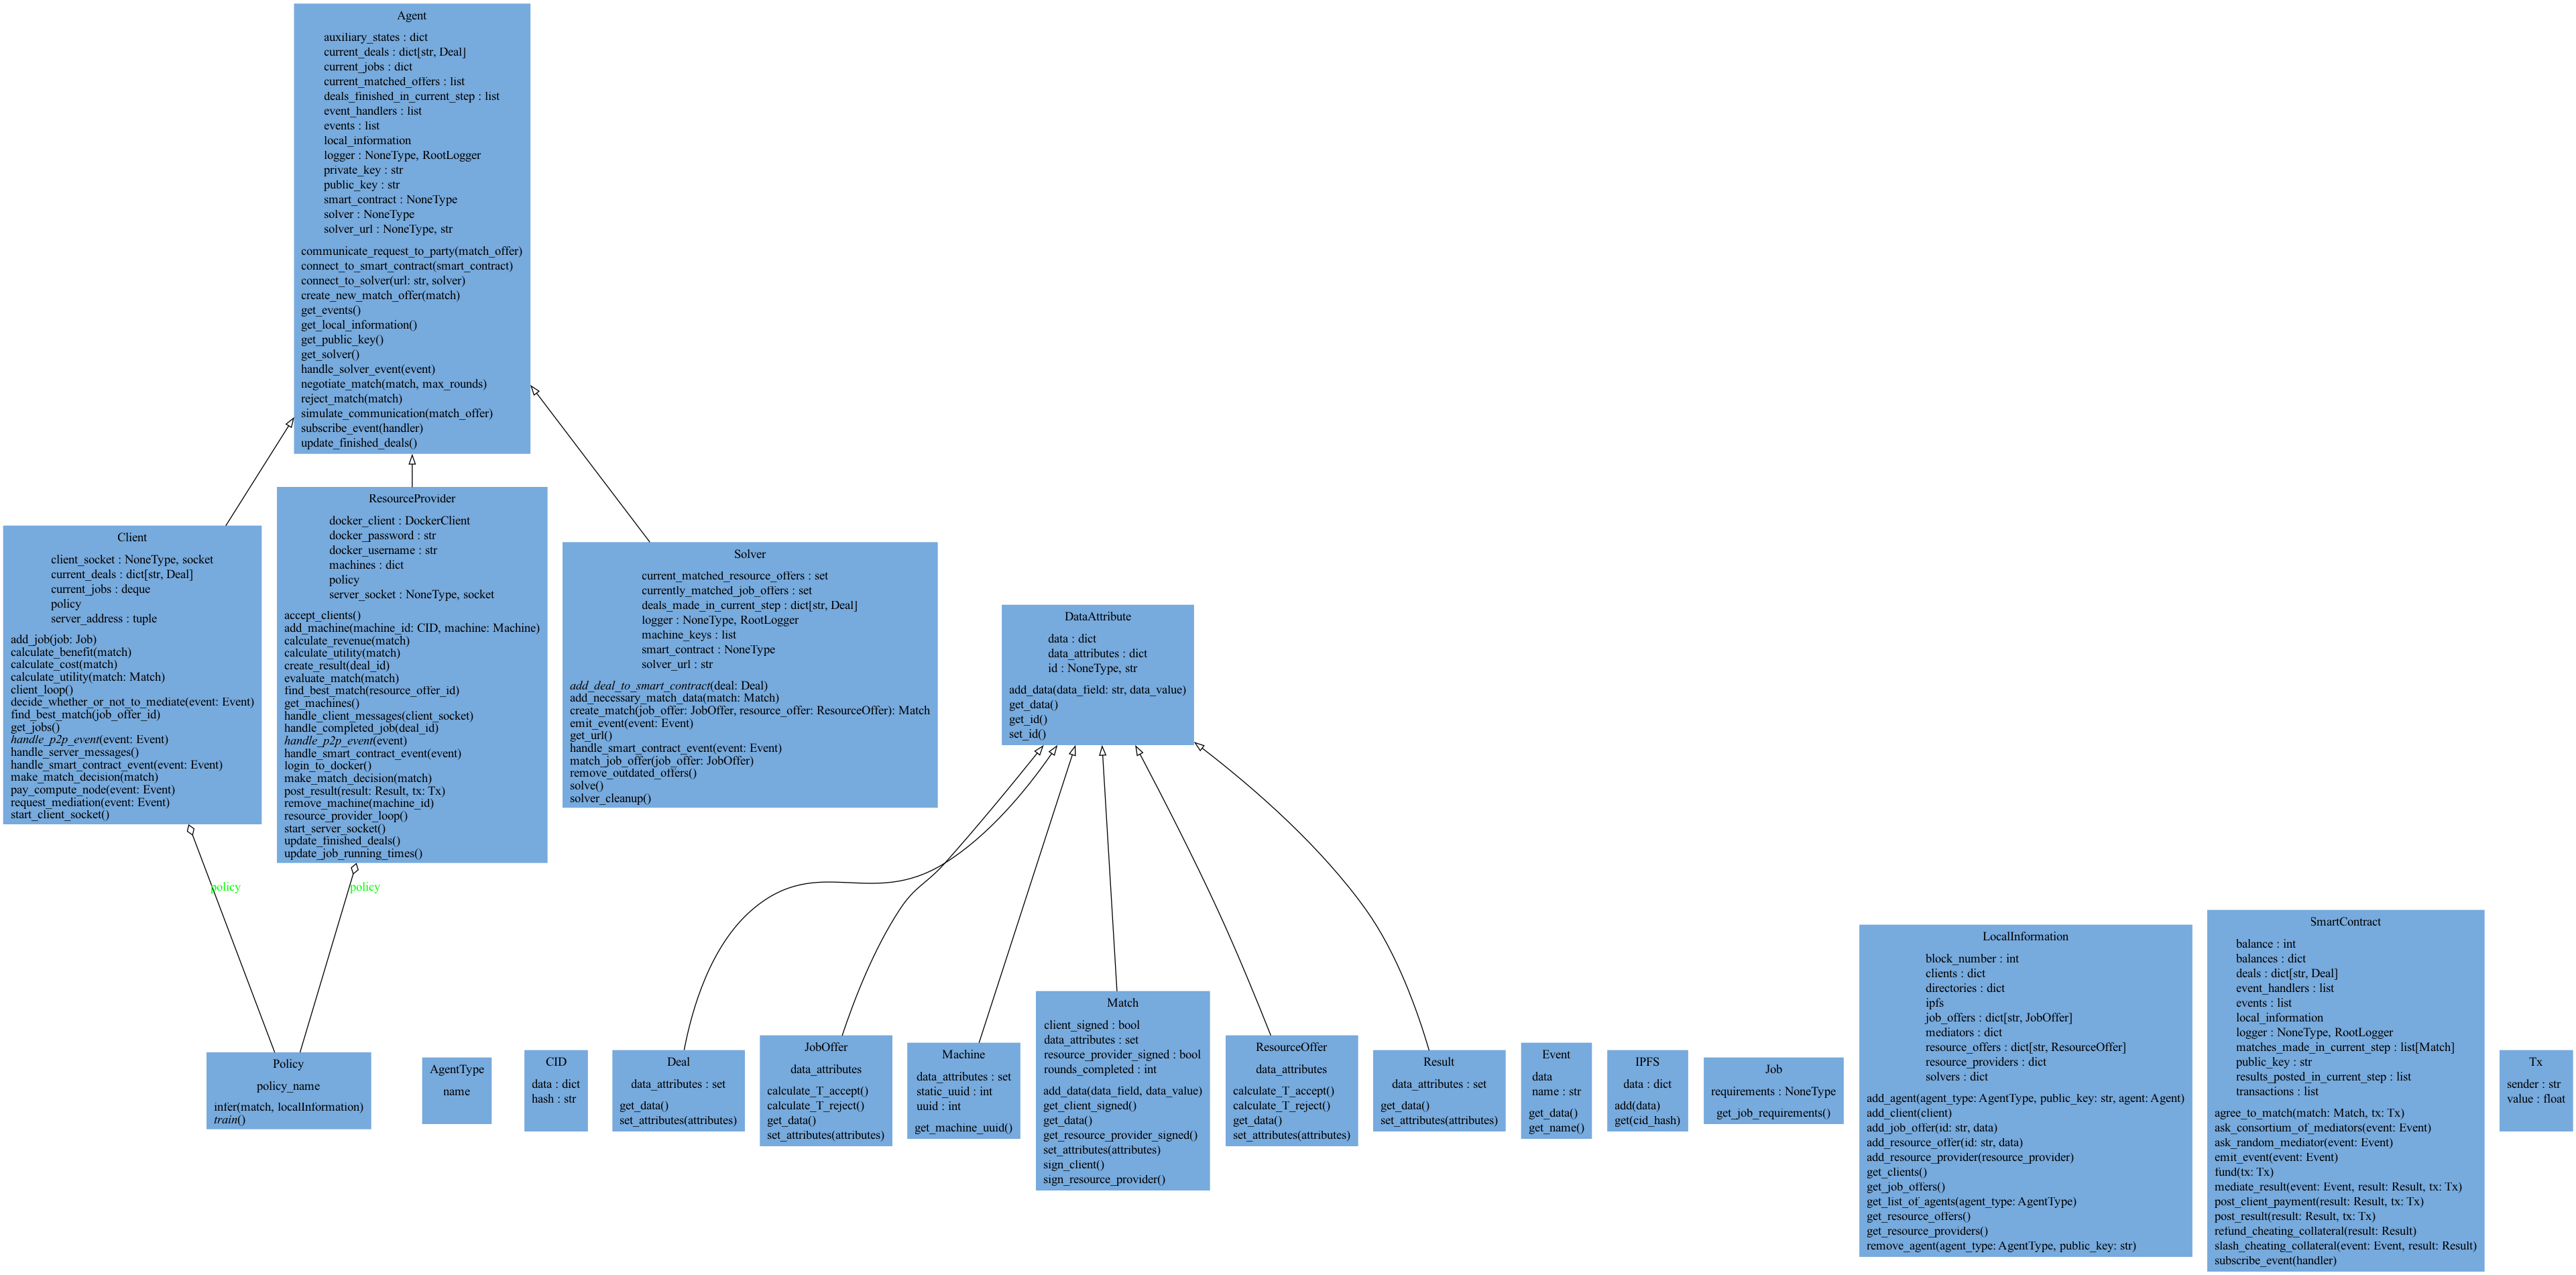 Agent
auxiliary_states : dict
current_deals : dict[str, Deal]
current_jobs : dict
current_matched_offers : list
deals_finished_in_current_step : list
event_handlers : list
events : list
local_information
logger : NoneType, RootLogger
private_key : str
public_key : str
smart_contract : NoneType
solver : NoneType
solver_url : NoneType, str
communicate_request_to_party(match_offer)
connect_to_smart_contract(smart_contract)
connect_to_solver(url: str, solver)
create_new_match_offer(match)
get_events()
get_local_information()
get_public_key()
get_solver()
handle_solver_event(event)
negotiate_match(match, max_rounds)
reject_match(match)
simulate_communication(match_offer)
subscribe_event(handler)
update_finished_deals()
Client
client_socket : NoneType, socket
current_deals : dict[str, Deal]
current_jobs : deque
policy
server_address : tuple
add_job(job: Job)
calculate_benefit(match)
calculate_cost(match)
calculate_utility(match: Match)
client_loop()
decide_whether_or_not_to_mediate(event: Event)
find_best_match(job_offer_id)
get_jobs()
handle_p2p_event(event: Event)
handle_server_messages()
handle_smart_contract_event(event: Event)
make_match_decision(match)
pay_compute_node(event: Event)
request_mediation(event: Event)
start_client_socket()
ResourceProvider
docker_client : DockerClient
docker_password : str
docker_username : str
machines : dict
policy
server_socket : NoneType, socket
accept_clients()
add_machine(machine_id: CID, machine: Machine)
calculate_revenue(match)
calculate_utility(match)
create_result(deal_id)
evaluate_match(match)
find_best_match(resource_offer_id)
get_machines()
handle_client_messages(client_socket)
handle_completed_job(deal_id)
handle_p2p_event(event)
handle_smart_contract_event(event)
login_to_docker()
make_match_decision(match)
post_result(result: Result, tx: Tx)
remove_machine(machine_id)
resource_provider_loop()
start_server_socket()
update_finished_deals()
update_job_running_times()
Solver
current_matched_resource_offers : set
currently_matched_job_offers : set
deals_made_in_current_step : dict[str, Deal]
logger : NoneType, RootLogger
machine_keys : list
smart_contract : NoneType
solver_url : str
add_deal_to_smart_contract(deal: Deal)
add_necessary_match_data(match: Match)
create_match(job_offer: JobOffer, resource_offer: ResourceOffer): Match
emit_event(event: Event)
get_url()
handle_smart_contract_event(event: Event)
match_job_offer(job_offer: JobOffer)
remove_outdated_offers()
solve()
solver_cleanup()
DataAttribute
data : dict
data_attributes : dict
id : NoneType, str
add_data(data_field: str, data_value)
get_data()
get_id()
set_id()
policy
policy
Policy
policy_name
infer(match, localInformation)
train()
AgentType
name
CID
data : dict
hash : str
Deal
data_attributes : set
get_data()
set_attributes(attributes)
JobOffer
data_attributes
calculate_T_accept()
calculate_T_reject()
get_data()
set_attributes(attributes)
Machine
data_attributes : set
static_uuid : int
uuid : int
get_machine_uuid()
Match
client_signed : bool
data_attributes : set
resource_provider_signed : bool
rounds_completed : int
add_data(data_field, data_value)
get_client_signed()
get_data()
get_resource_provider_signed()
set_attributes(attributes)
sign_client()
sign_resource_provider()
ResourceOffer
data_attributes
calculate_T_accept()
calculate_T_reject()
get_data()
set_attributes(attributes)
Result
data_attributes : set
get_data()
set_attributes(attributes)
Event
data
name : str
get_data()
get_name()
IPFS
data : dict
add(data)
get(cid_hash)
Job
requirements : NoneType
get_job_requirements()
LocalInformation
block_number : int
clients : dict
directories : dict
ipfs
job_offers : dict[str, JobOffer]
mediators : dict
resource_offers : dict[str, ResourceOffer]
resource_providers : dict
solvers : dict
add_agent(agent_type: AgentType, public_key: str, agent: Agent)
add_client(client)
add_job_offer(id: str, data)
add_resource_offer(id: str, data)
add_resource_provider(resource_provider)
get_clients()
get_job_offers()
get_list_of_agents(agent_type: AgentType)
get_resource_offers()
get_resource_providers()
remove_agent(agent_type: AgentType, public_key: str)
SmartContract
balance : int
balances : dict
deals : dict[str, Deal]
event_handlers : list
events : list
local_information
logger : NoneType, RootLogger
matches_made_in_current_step : list[Match]
public_key : str
results_posted_in_current_step : list
transactions : list
agree_to_match(match: Match, tx: Tx)
ask_consortium_of_mediators(event: Event)
ask_random_mediator(event: Event)
emit_event(event: Event)
fund(tx: Tx)
mediate_result(event: Event, result: Result, tx: Tx)
post_client_payment(result: Result, tx: Tx)
post_result(result: Result, tx: Tx)
refund_cheating_collateral(result: Result)
slash_cheating_collateral(event: Event, result: Result)
subscribe_event(handler)
Tx
sender : str
value : float